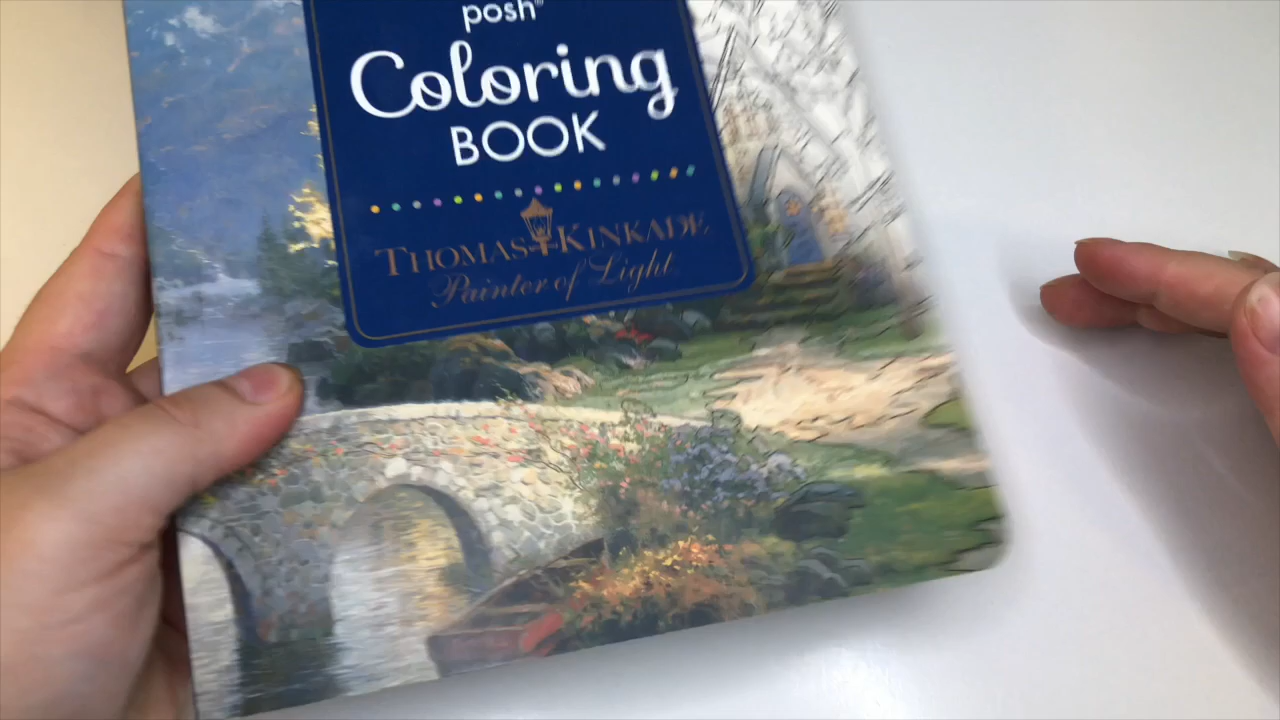 posh®
Coloring
BOOK
THOMAS KINKADE
Painter of Light